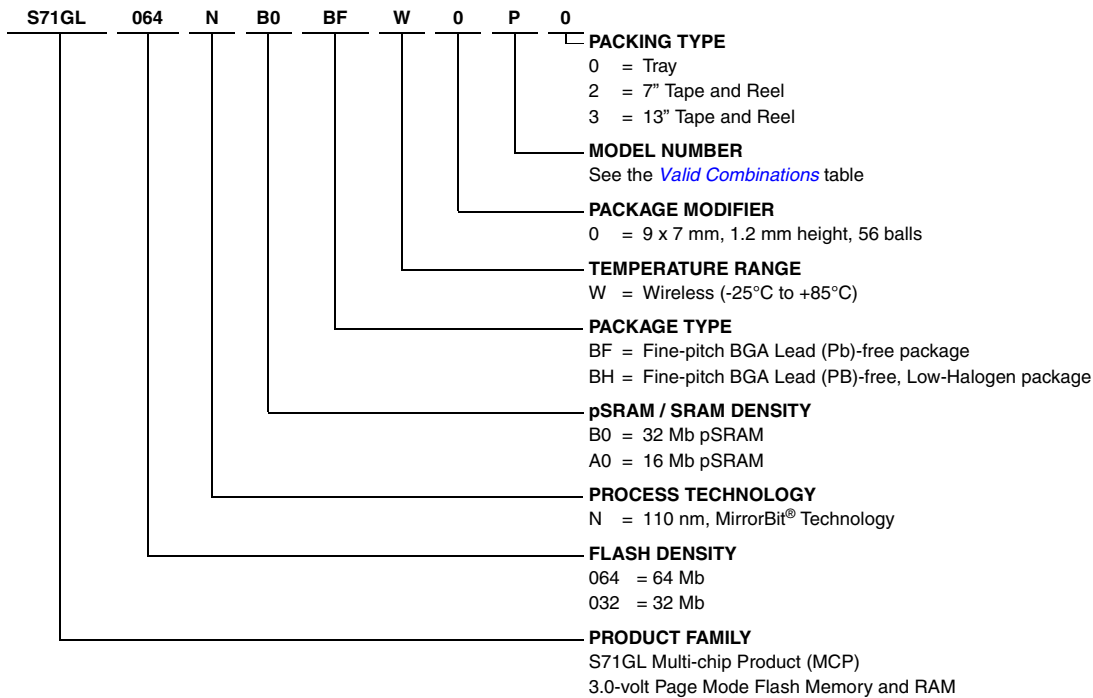 S71GL 064 N B0 BF W 0 P 0
PACKING TYPE
0 = Tray
2 = 7” Tape and Reel
3 = 13” Tape and Reel
MODEL NUMBER
See the Valid Combinations table
PACKAGE MODIFIER
0 = 9 x 7 mm, 1.2 mm height, 56 balls
TEMPERATURE RANGE
W = Wireless (-25°C to +85°C)
PACKAGE TYPE
BF = Fine-pitch BGA Lead (Pb)-free package
BH = Fine-pitch BGA Lead (PB)-free, Low-Halogen package
pSRAM / SRAM DENSITY
B0 = 32 Mb pSRAM
A0 = 16 Mb pSRAM
PROCESS TECHNOLOGY
N = 110 nm, MirrorBit® Technology
FLASH DENSITY
064 = 64 Mb
032 = 32 Mb
PRODUCT FAMILY
S71GL Multi-chip Product (MCP)
3.0-volt Page Mode Flash Memory and RAM